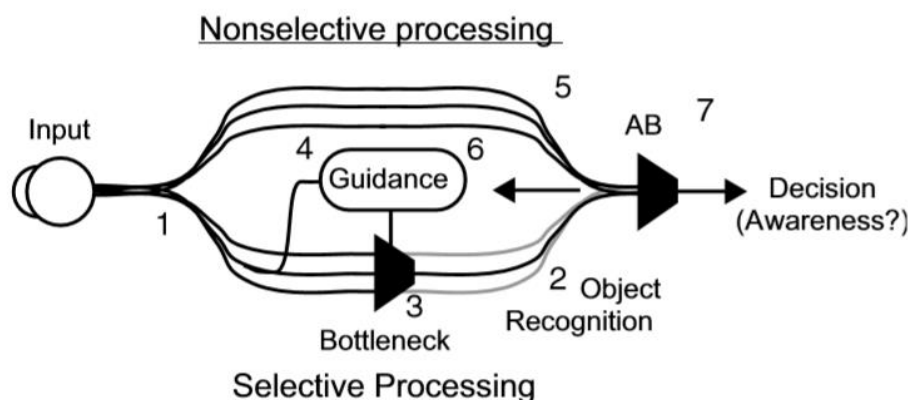 Nonselective processing
5
7
Input
AB
4
6
Guidance
Decision
(Awareness?)
1
2
Object
Recognition
3
Bottleneck
Selective Processing